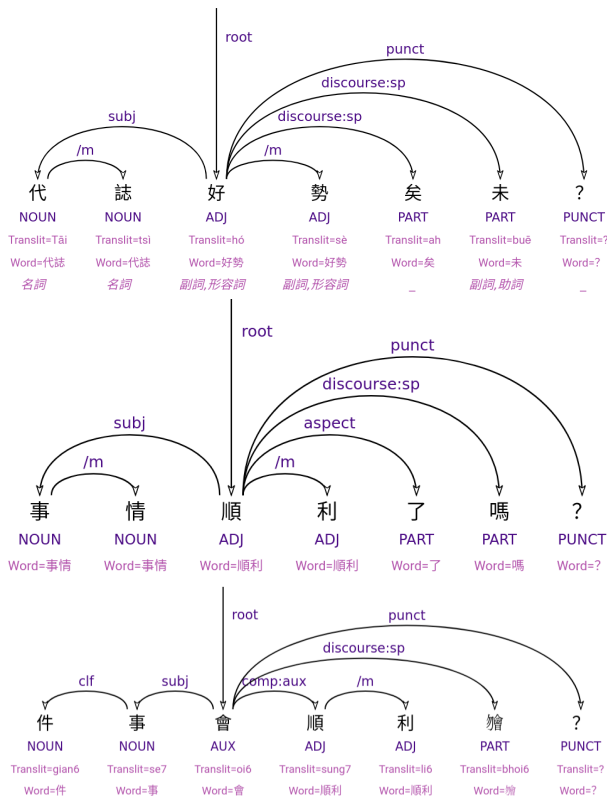 root
punct
discourse:sp
subj discourse:sp
/m /m
代 誌 好 勢 矣 未 ？
NOUN NOUN ADJ ADJ PART PART PUNCT
Translit=Tāi Translit=tsì Translit=hó Translit=sè Translit=ah Translit=buē Translit=?
Word=代誌 Word=代誌 Word=好勢 Word=好勢 Word=矣 Word=未 Word=?
名詞 名詞 副詞,形容詞 副詞,形容詞 _ 副詞,助詞 _
root
punct
discourse:sp
subj aspect
/m /m
事 情 順 利 了 嗎 ？
NOUN NOUN ADJ ADJ PART PART PUNCT
Word=事情 Word=事情 Word=順利 Word=順利 Word=了 Word=嗎 Word=?
root punct
discourse:sp
clf subj comp:aux /m
件 事 會 順 利 𫢗 ？
NOUN NOUN AUX ADJ ADJ PART PUNCT
Translit=gian6 Translit=se7 Translit=oi6 Translit=sung7 Translit=li6 Translit=bhoi6 Translit=?
Word=件 Word=事 Word=會 Word=順利 Word=順利 Word=𫢗 Word=?